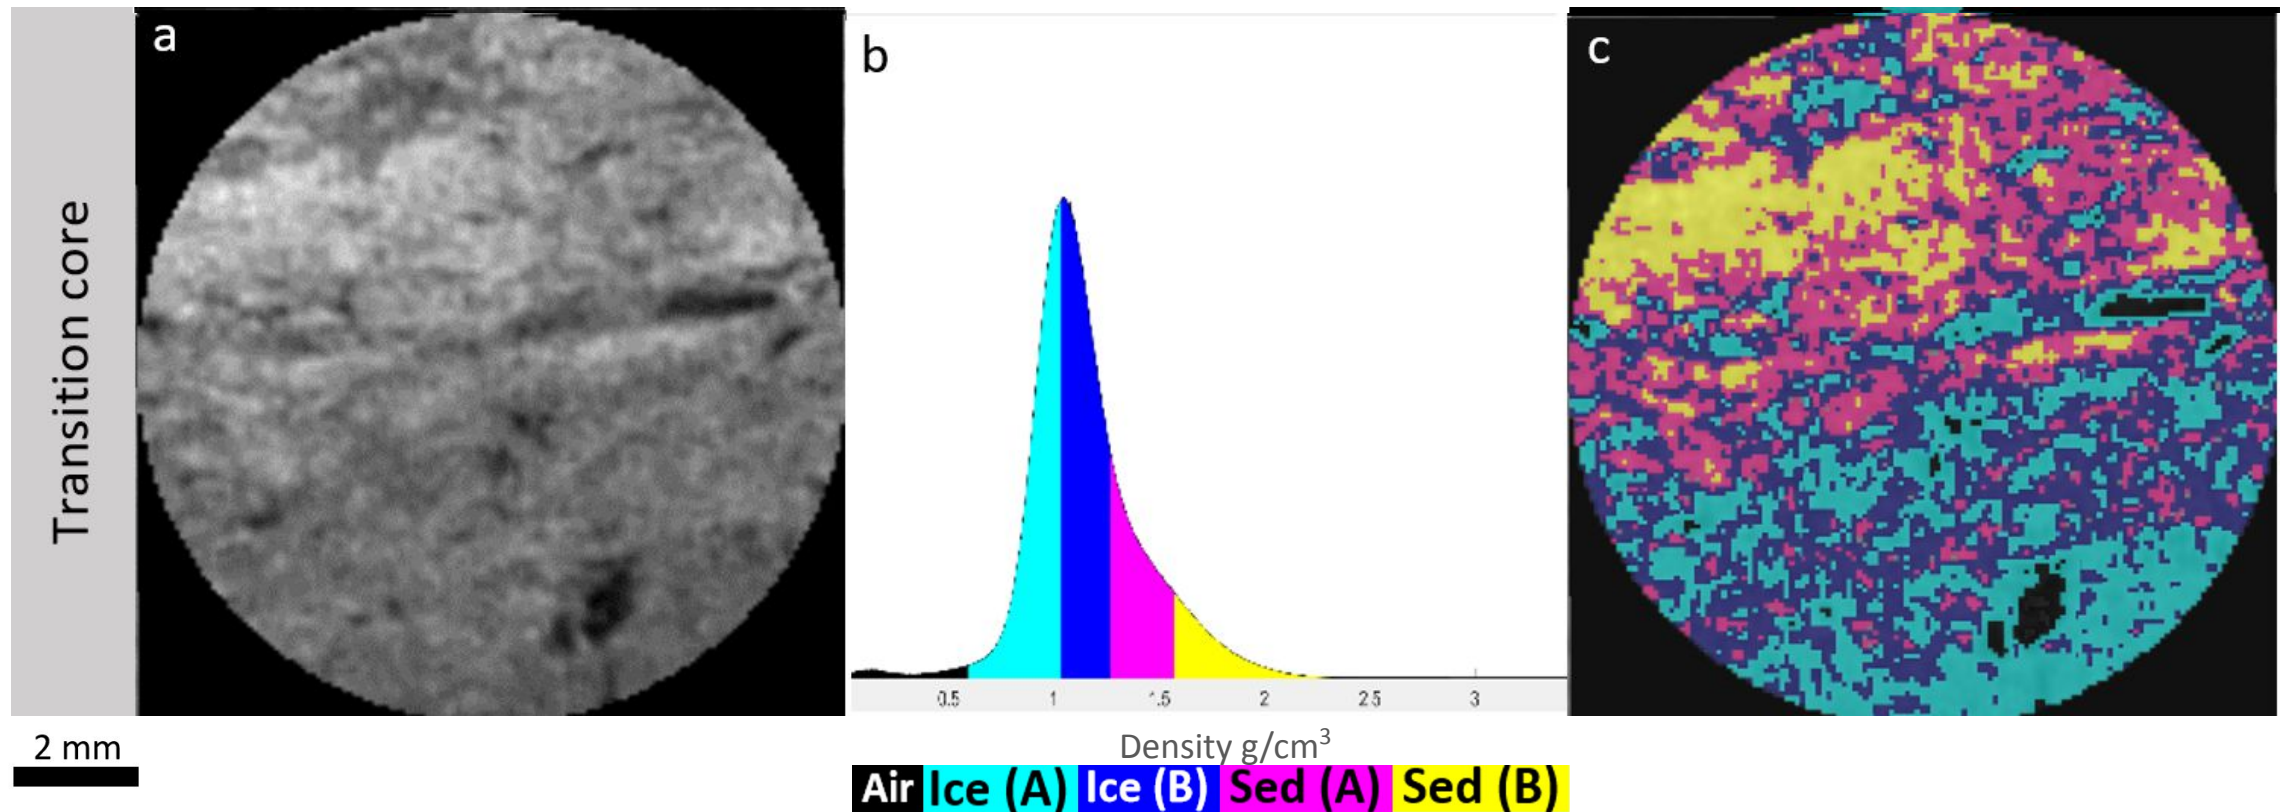 a
b
c
Transition core
0.5 1 1.5 2 2.5 3
2 mm
Density g/cm³
Air Ice (A) Ice (B) Sed (A) Sed (B)